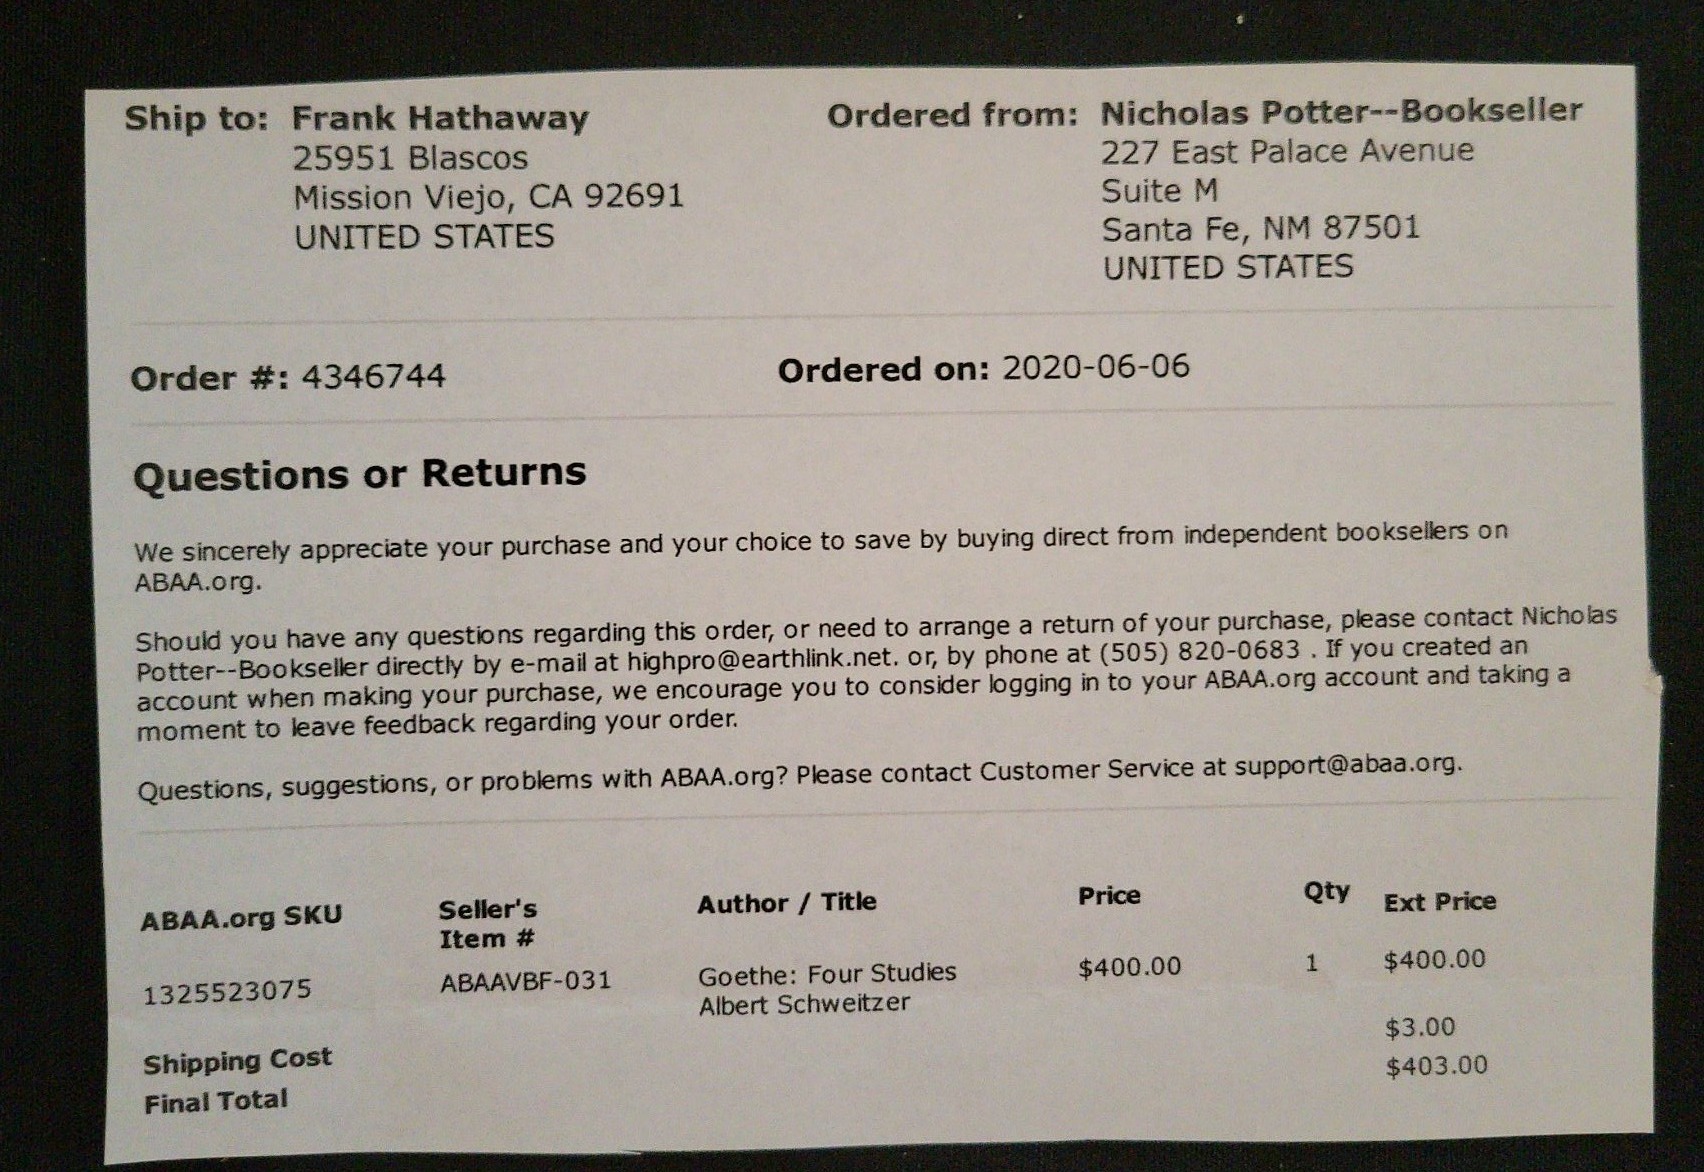 Ship to: Frank Hathaway
25951 Blascos
Mission Viejo, CA 92691
UNITED STATES
Ordered from: Nicholas Potter--Bookseller
227 East Palace Avenue
Suite M
Santa Fe, NM 87501
UNITED STATES
Order #: 4346744
Ordered on: 2020-06-06
Questions or Returns
We sincerely appreciate your purchase and your choice to save by buying direct from independent booksellers on
ABAA.org.
Should you have any questions regarding this order, or need to arrange a return of your purchase, please contact Nicholas
Potter--Bookseller directly by e-mail at highpro@earthlink.net. or, by phone at (505) 820-0683 . If you created an
account when making your purchase, we encourage you to consider logging in to your ABAA.org account and taking a
moment to leave feedback regarding your order.
Questions, suggestions, or problems with ABAA.org? Please contact Customer Service at support@abaa.org.
ABAA.org SKU
Seller's
Item #
Author / Title
Price
Qty
Ext Price
1325523075
ABAAVBF-031
Goethe: Four Studies
Albert Schweitzer
$400.00
1
$400.00
Shipping Cost
$3.00
Final Total
$403.00